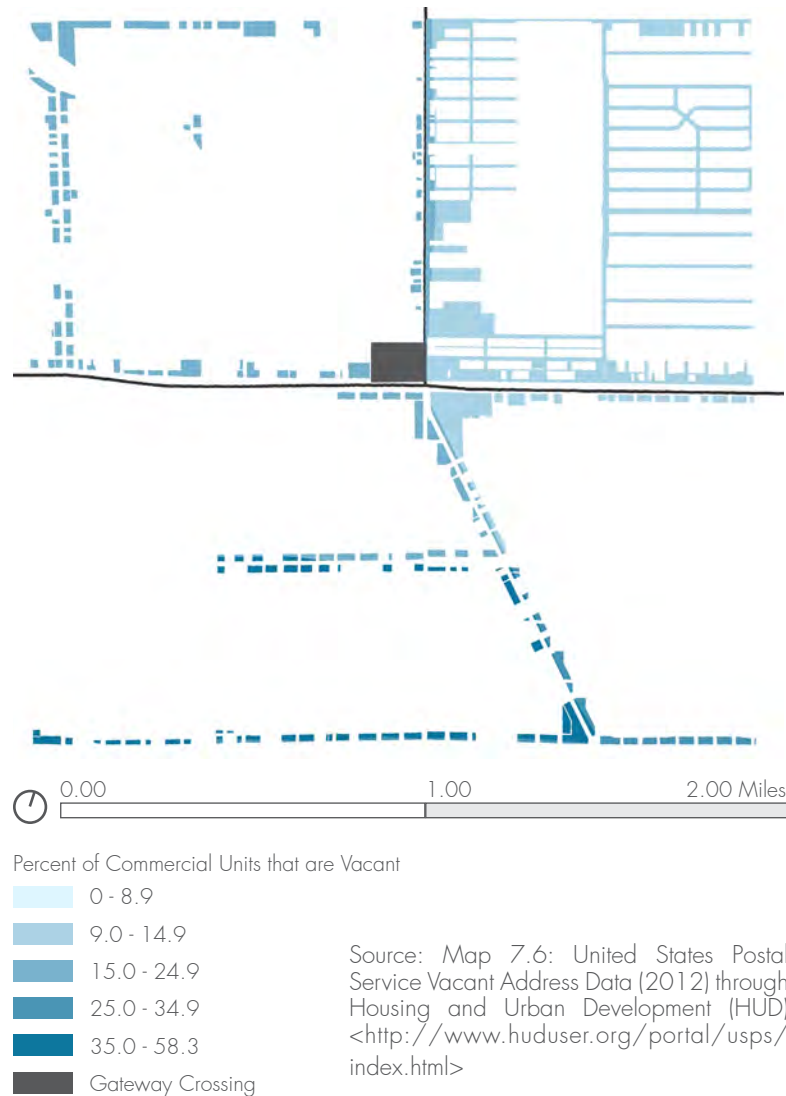 0.00 1.00 2.00 Miles
Percent of Commercial Units that are Vacant
0 - 8.9
9.0 - 14.9
15.0 - 24.9
25.0 - 34.9
35.0 - 58.3
Gateway Crossing
Source: Map 7.6: United States Postal
Service Vacant Address Data (2012) through
Housing and Urban Development (HUD)
<http://www.huduser.org/portal/usps/
index.html>